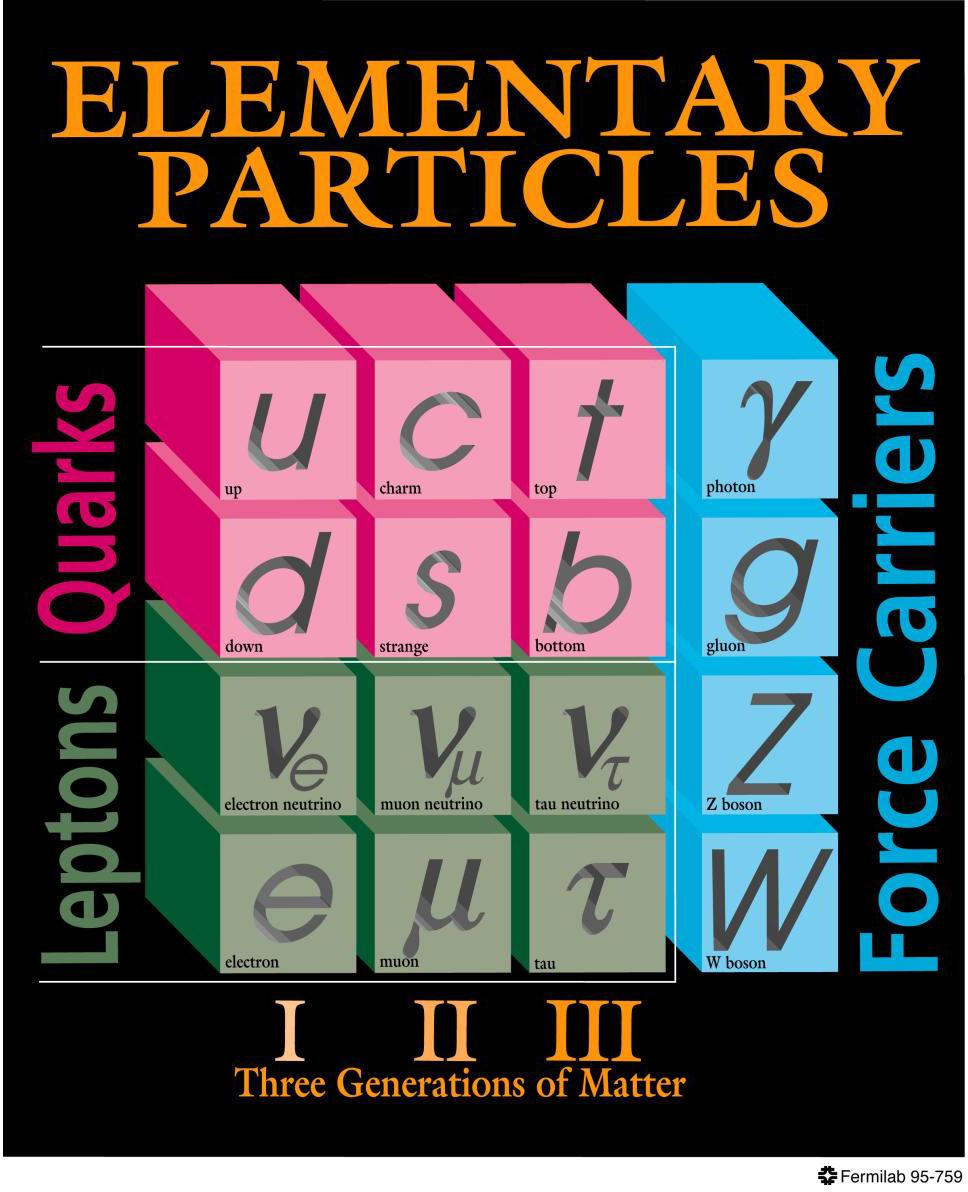 ELEMENTARY
PARTICLES
Quarks
u
up
c
charm
t
top
γ
photon
d
down
s
strange
b
bottom
g
gluon
Leptons
νe
electron neutrino
νμ
muon neutrino
ντ
tau neutrino
Z
Z boson
e
electron
μ
muon
τ
tau
W
W boson
Force Carriers
I II III
Three Generations of Matter
Fermilab 95-759